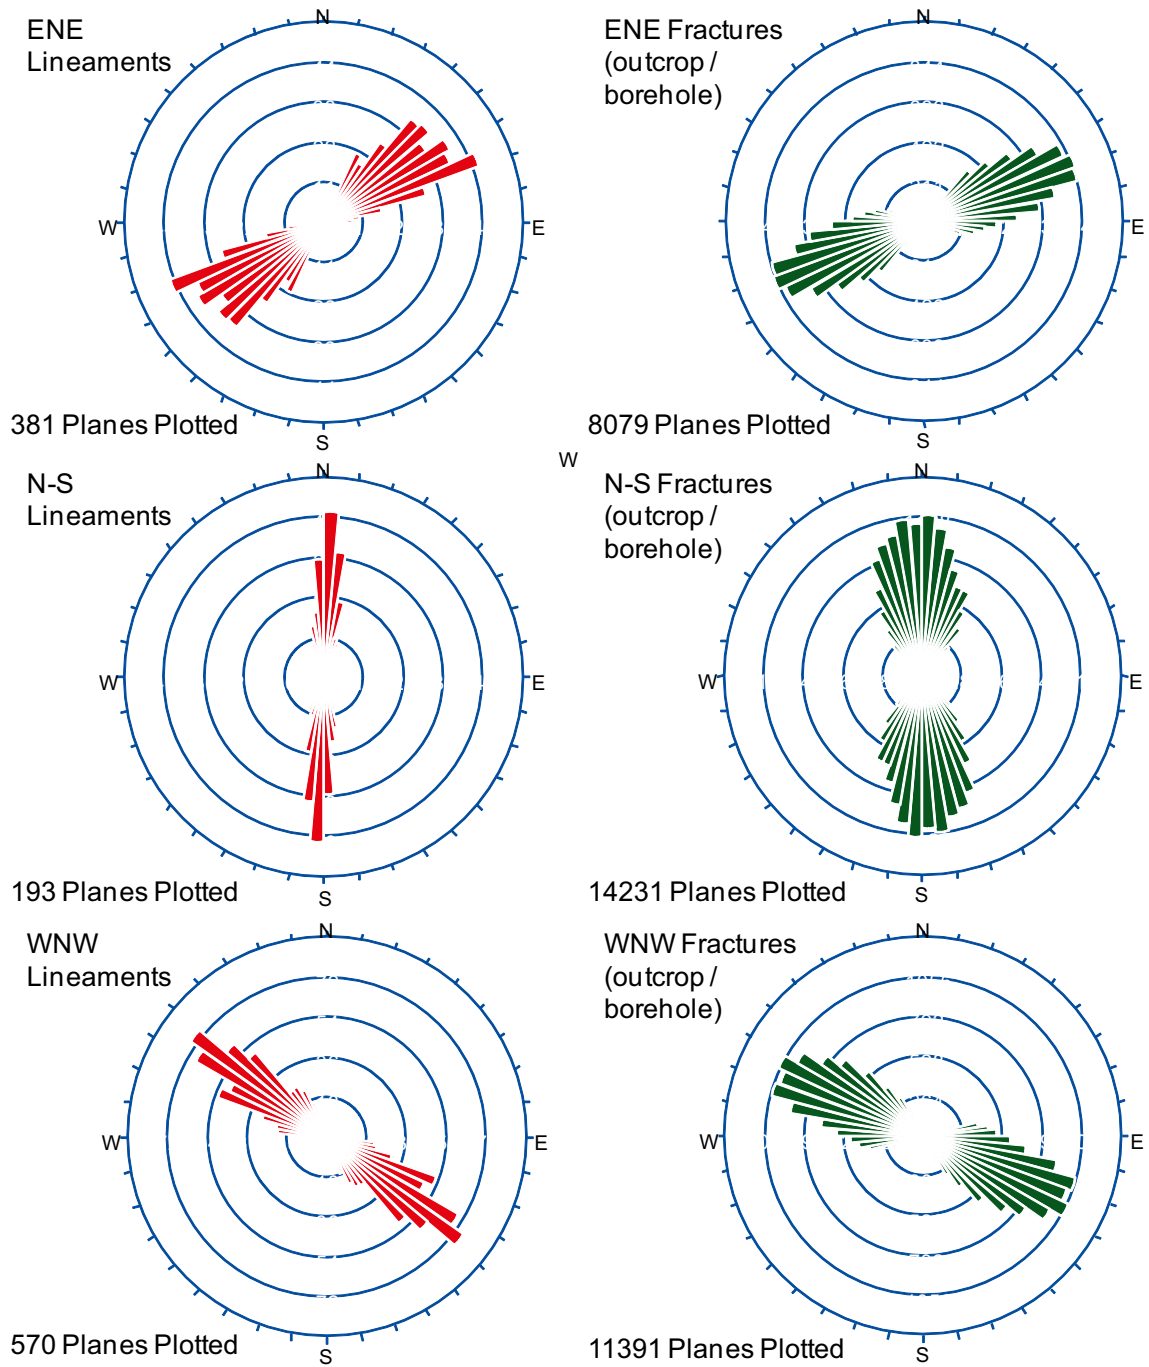 N
ENE
Lineaments
W
E
S
381 Planes Plotted
N
ENE Fractures
(outcrop /
borehole)
E
S
8079 Planes Plotted
W
N
N-S
Lineaments
W
E
S
193 Planes Plotted
N
N-S Fractures
(outcrop /
borehole)
W
E
S
14231 Planes Plotted
N
WNW
Lineaments
W
E
S
570 Planes Plotted
N
WNW Fractures
(outcrop /
borehole)
W
E
S
11391 Planes Plotted